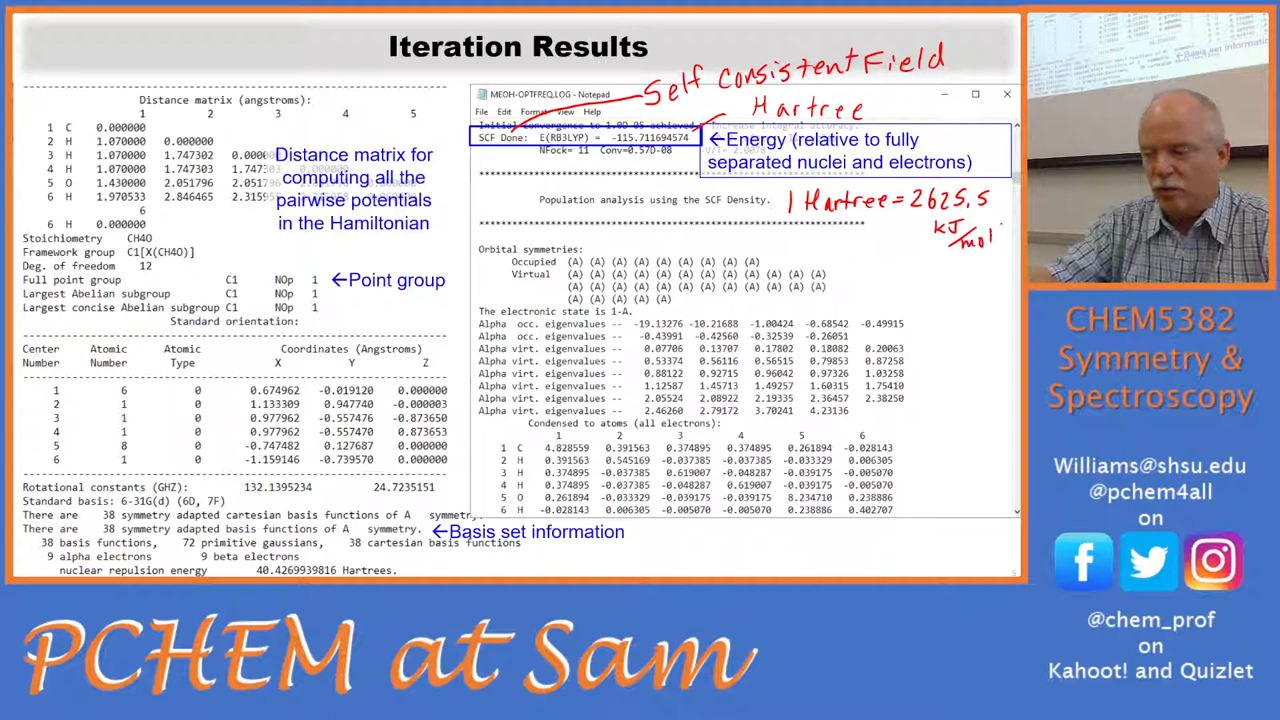 Iteration Results
Distance matrix (angstroms):
1 2 3 4 5
1 C 0.000000
2 H 1.070000 0.000000
3 H 1.070000 1.747303 0.000000
4 H 1.070000 1.747303 1.747303
5 O 1.430000 2.051796 2.051796
6 H 1.970533 2.846465 2.315955
6
6 H 0.000000
Distance matrix for
computing all the
pairwise potentials
in the Hamiltonian
Stoichiometry CH4O
Framework group C1[X(CH4O)]
Deg. of freedom 12
Full point group C1 NOp 1
←Point group
Largest Abelian subgroup C1 NOp 1
Largest concise Abelian subgroup C1 NOp 1
Standard orientation:
Center Atomic Atomic Coordinates (Angstroms)
Number Number Type X Y Z
1 6 0 0.674962 -0.019120 0.000000
2 1 0 1.133309 0.947740 -0.000003
3 1 0 0.977962 -0.557476 -0.873650
4 1 0 0.977962 -0.557470 0.873653
5 8 0 -0.747482 0.127687 0.000000
6 1 0 -1.159146 -0.739570 0.000000
Rotational constants (GHZ): 132.1395234 24.7235151
Standard basis: 6-31G(d) (6D, 7F)
There are 38 symmetry adapted cartesian basis functions of A symmetry.
There are 38 symmetry adapted basis functions of A symmetry.
←Basis set information
38 basis functions, 72 primitive gaussians, 38 cartesian basis functions
9 alpha electrons 9 beta electrons
nuclear repulsion energy 40.4269939816 Hartrees.
Self Consistent Field
Hartree
MEOH-OPTFREQ.LOG - Notepad
File Edit Format View Help
Initial convergence to 1.0D-05 achieved. Increase integral accuracy.
SCF Done: E(RB3LYP) = -115.711694574
NFock= 11 Conv=0.57D-08 -V/T= 2.0078
←Energy (relative to fully
separated nuclei and electrons)
1 Hartree = 2625.5
kJ/mol
Population analysis using the SCF Density.
Orbital symmetries:
Occupied (A) (A) (A) (A) (A) (A) (A) (A) (A)
Virtual (A) (A) (A) (A) (A) (A) (A) (A) (A) (A) (A) (A)
(A) (A) (A) (A) (A) (A) (A) (A) (A) (A) (A) (A)
(A) (A) (A) (A) (A)
The electronic state is 1-A.
Alpha occ. eigenvalues -- -19.13276 -10.21688 -1.00424 -0.68542 -0.49915
Alpha occ. eigenvalues -- -0.43991 -0.42560 -0.32539 -0.26051
Alpha virt. eigenvalues -- 0.07706 0.13707 0.17802 0.18082 0.20063
Alpha virt. eigenvalues -- 0.53374 0.56116 0.56515 0.79853 0.87258
Alpha virt. eigenvalues -- 0.88122 0.92715 0.96042 0.97326 1.03258
Alpha virt. eigenvalues -- 1.12587 1.45713 1.49257 1.60315 1.75410
Alpha virt. eigenvalues -- 2.05524 2.08922 2.19335 2.36457 2.38250
Alpha virt. eigenvalues -- 2.46260 2.79172 3.70241 4.23136
Condensed to atoms (all electrons):
1 2 3 4 5 6
1 C 4.828559 0.391563 0.374895 0.374895 0.261894 -0.028143
2 H 0.391563 0.545169 -0.037385 -0.037385 -0.033329 0.006305
3 H 0.374895 -0.037385 0.619007 -0.048287 -0.039175 -0.005070
4 H 0.374895 -0.037385 -0.048287 0.619007 -0.039175 -0.005070
5 O 0.261894 -0.033329 -0.039175 -0.039175 8.234710 0.238886
6 H -0.028143 0.006305 -0.005070 -0.005070 0.238886 0.402707
←Basis set information
CHEM5382
Symmetry &
Spectroscopy
Williams@shsu.edu
@pchem4all
on
@chem_prof
on
Kahoot! and Quizlet
PCHEM at Sam